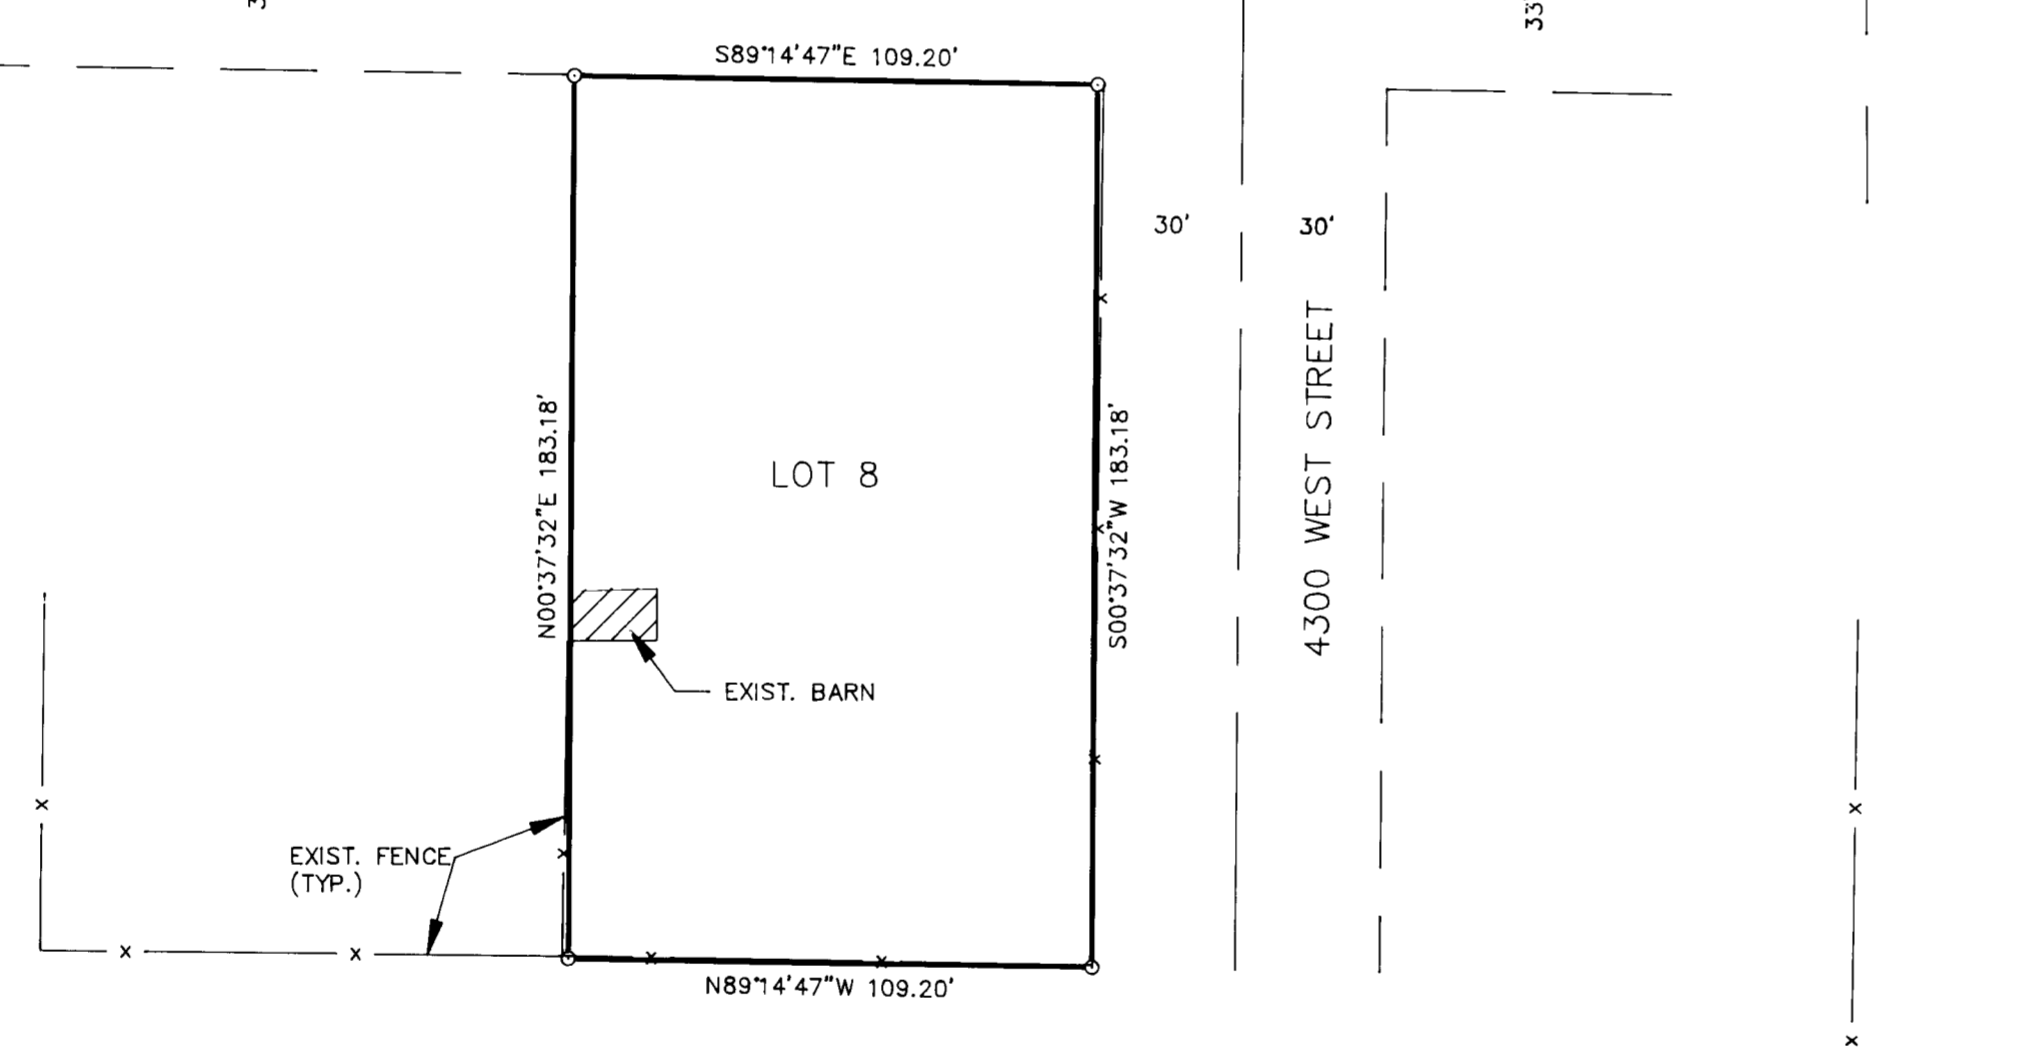 S89°14'47"E 109.20'
30'
30'
N00°37'32"E 183.18'
LOT 8
S00°37'32"W 183.18'
4300 WEST STREET
EXIST. BARN
EXIST. FENCE
(TYP.)
N89°14'47"W 109.20'